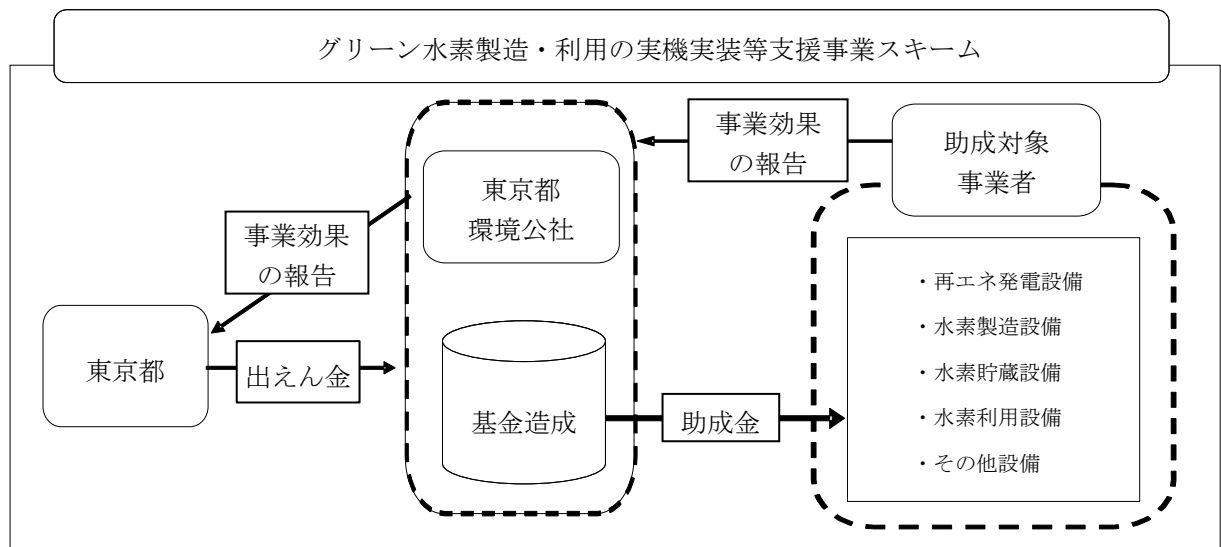 グリーン水素製造・利用の実機実装等支援事業スキーム
事業効果
の報告
助成対象
事業者
東京都
環境公社
事業効果
の報告
・再エネ発電設備
・水素製造設備
・水素貯蔵設備
・水素利用設備
・その他設備
東京都
出えん金
基金造成
助成金